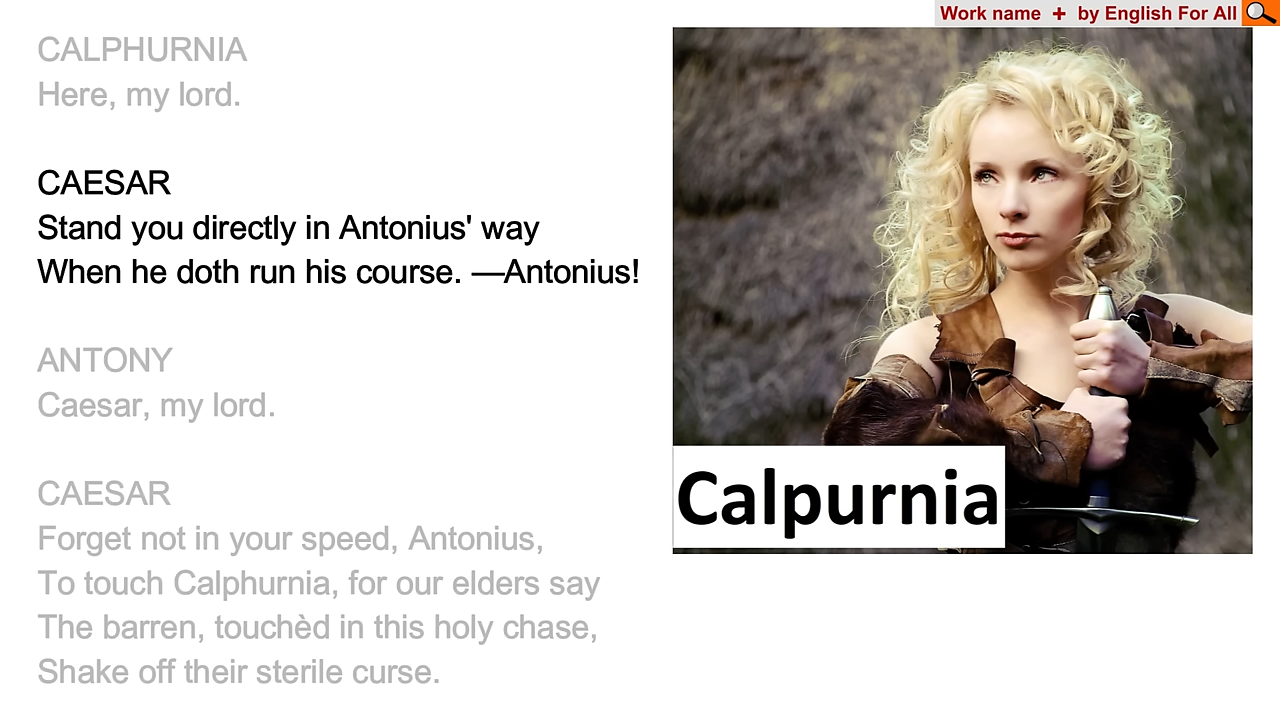 Work name + by English For All
CALPHURNIA
Here, my lord.
CAESAR
Stand you directly in Antonius' way
When he doth run his course. —Antonius!
ANTONY
Caesar, my lord.
CAESAR
Forget not in your speed, Antonius,
To touch Calphurnia, for our elders say
The barren, touchèd in this holy chase,
Shake off their sterile curse.
Calpurnia